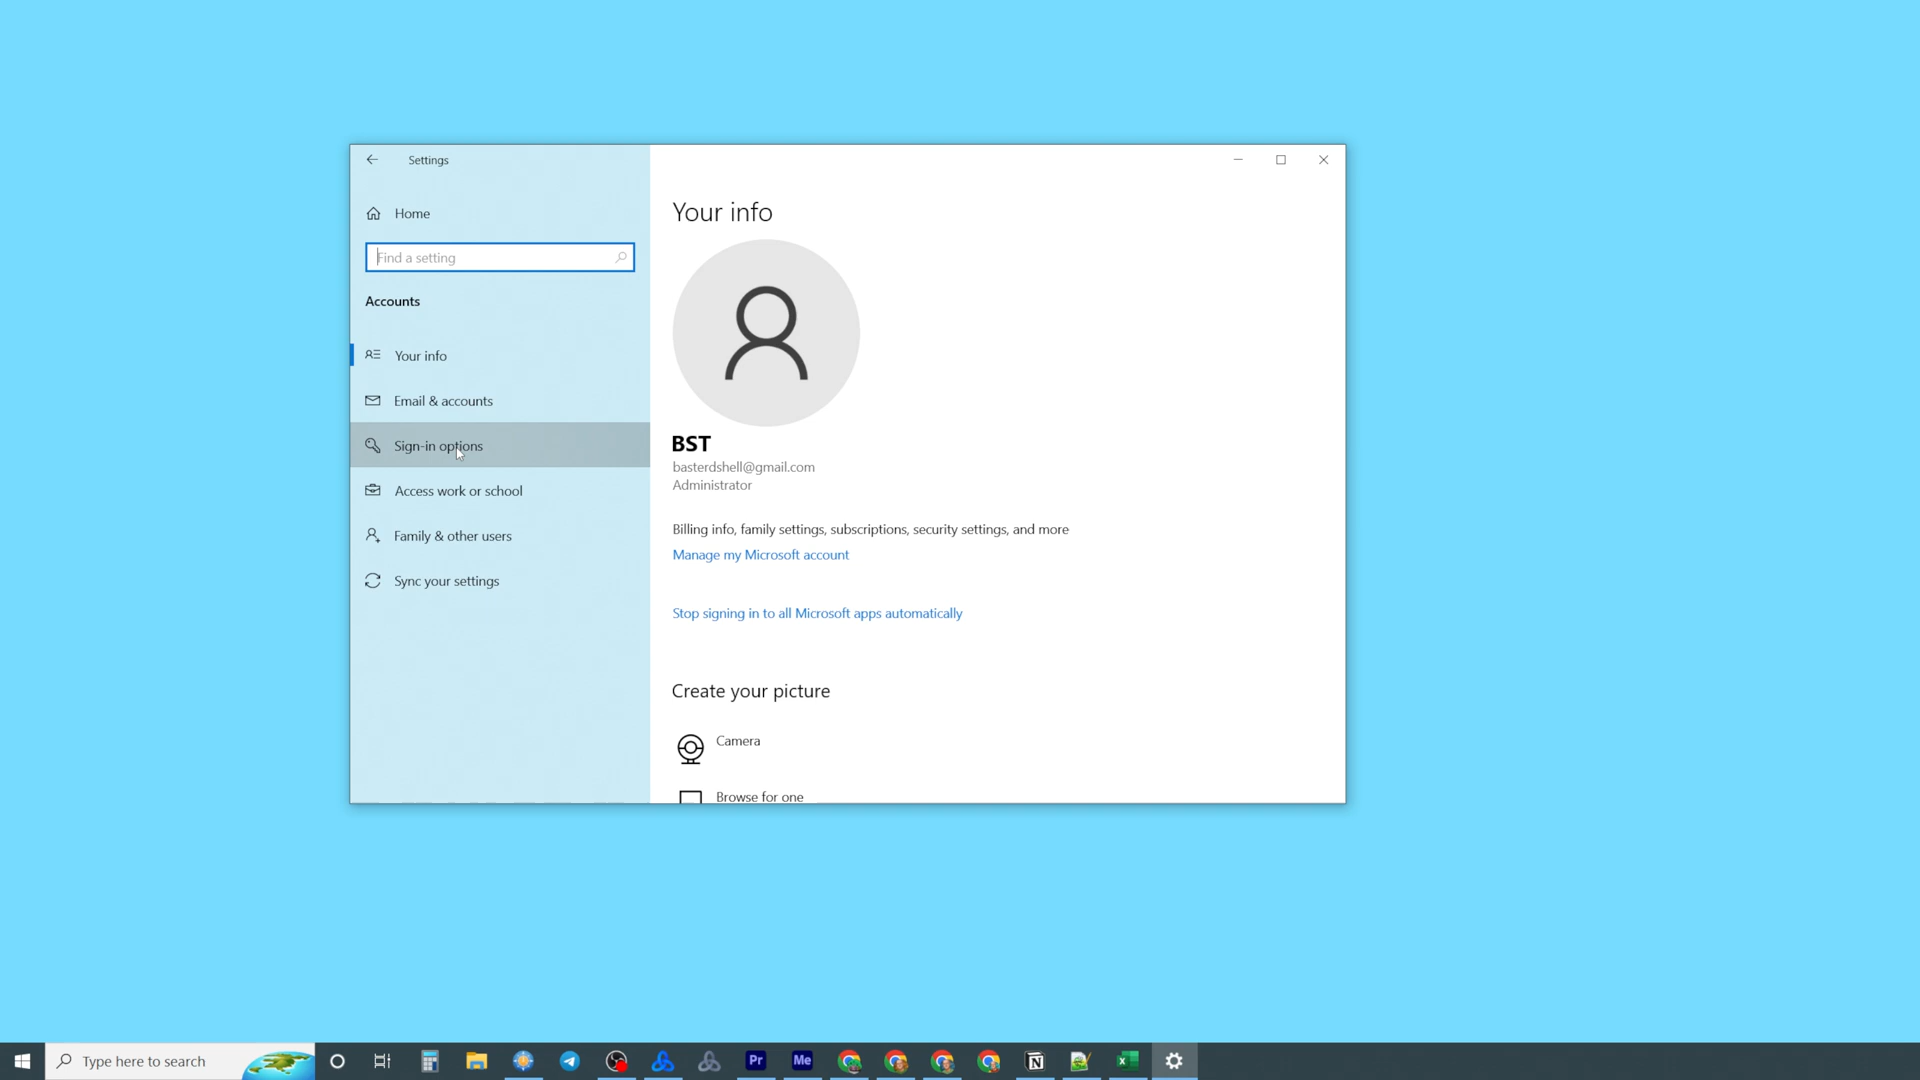 Settings
Home
Find a setting
Accounts
Your info
Email & accounts
Sign-in options
Access work or school
Family & other users
Sync your settings
Your info
BST
basterdshell@gmail.com
Administrator
Billing info, family settings, subscriptions, security settings, and more
Manage my Microsoft account
Stop signing in to all Microsoft apps automatically
Create your picture
Camera
Browse for one
Type here to search
Pr
Me
N